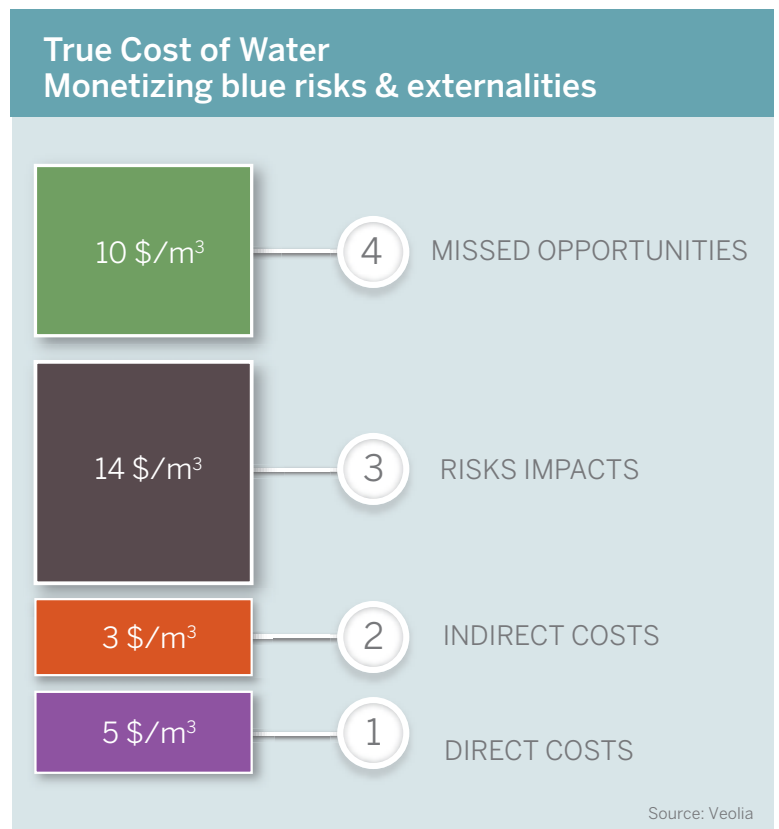 True Cost of Water
Monetizing blue risks & externalities
10 $/m³
4
MISSED OPPORTUNITIES
14 $/m³
3
RISKS IMPACTS
3 $/m³
2
INDIRECT COSTS
5 $/m³
1
DIRECT COSTS
Source: Veolia